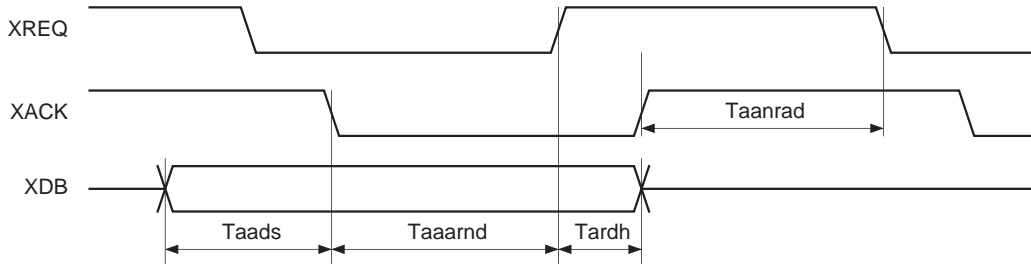 XREQ
XACK
Taanrad
XDB
Taads
Taaarnd
Tardh